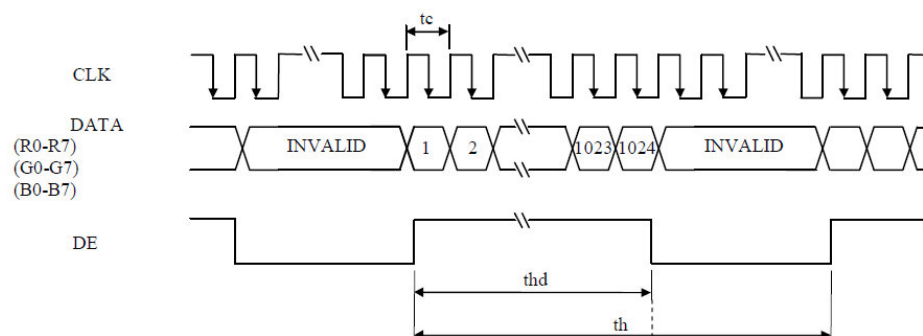 tc
CLK
DATA
(R0-R7)
(G0-G7)
(B0-B7)
INVALID 1 2 1023 1024 INVALID
DE
thd
th